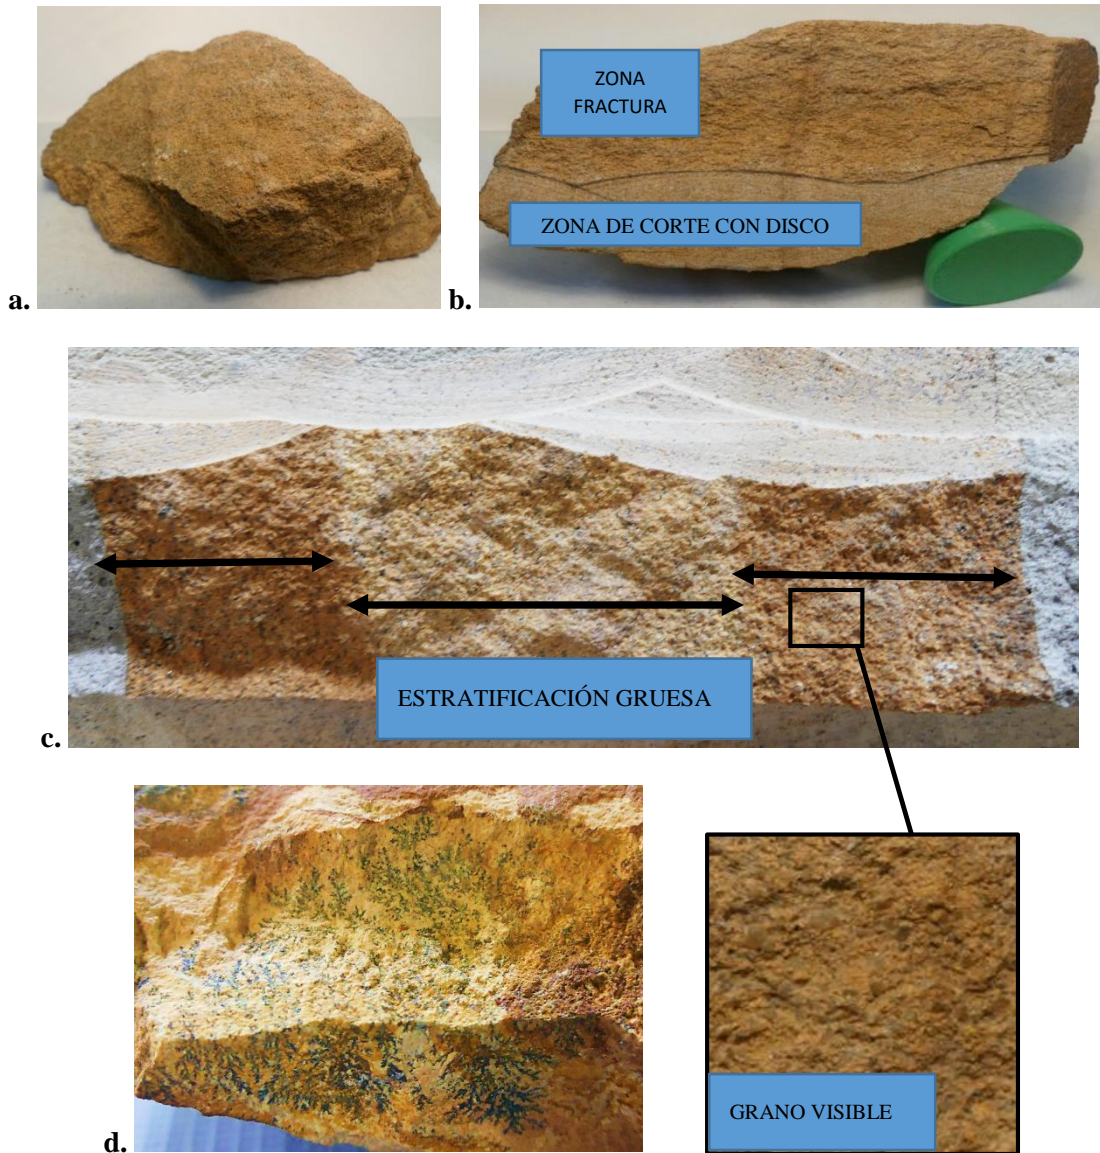 ZONA
FRACTURA
ZONA DE CORTE CON DISCO
a.
b.
ESTRATIFICACIÓN GRUESA
c.
GRANO VISIBLE
d.